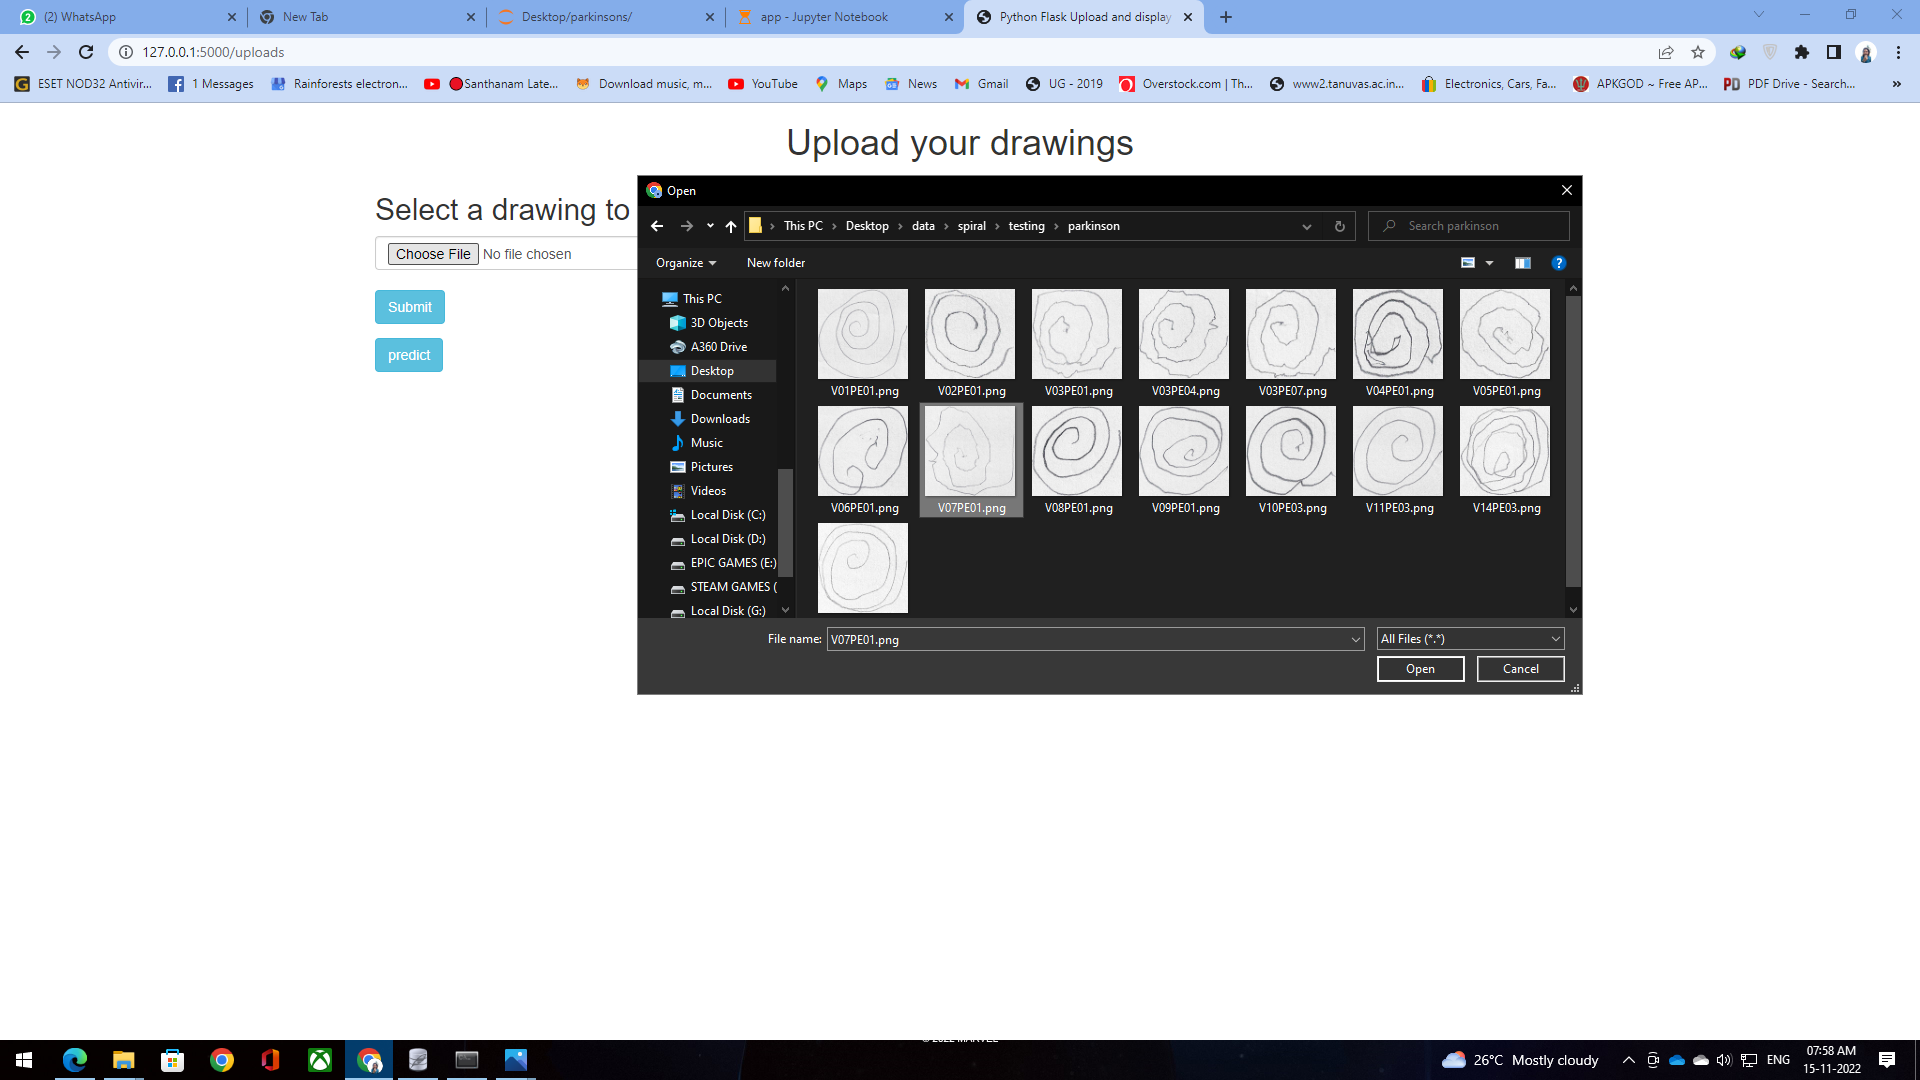 (2) WhatsApp
New Tab
Desktop/parkinsons/
app - Jupyter Notebook
Python Flask Upload and display
127.0.0.1:5000/uploads
ESET NOD32 Antivir...
1 Messages
Rainforests electron...
Santhanam Late...
Download music, m...
YouTube
Maps
News
Gmail
UG - 2019
Overstock.com | Th...
www2.tanuvas.ac.in...
Electronics, Cars, Fa...
APKGOD ~ Free AP...
PD PDF Drive - Search...
»
Upload your drawings
Select a drawing to
Choose File No file chosen
Submit
predict
Open
This PC › Desktop › data › spiral › testing › parkinson
Search parkinson
Organize
New folder
This PC
3D Objects
A360 Drive
Desktop
Documents
Downloads
Music
Pictures
Videos
Local Disk (C:)
Local Disk (D:)
EPIC GAMES (E:)
STEAM GAMES (
Local Disk (G:)
V01PE01.png
V02PE01.png
V03PE01.png
V03PE04.png
V03PE07.png
V04PE01.png
V05PE01.png
V06PE01.png
V07PE01.png
V08PE01.png
V09PE01.png
V10PE03.png
V11PE03.png
V14PE03.png
File name: V07PE01.png
All Files (*.*)
Open
Cancel
© 2022 MARVEL
26°C Mostly cloudy
ENG
07:58 AM
15-11-2022